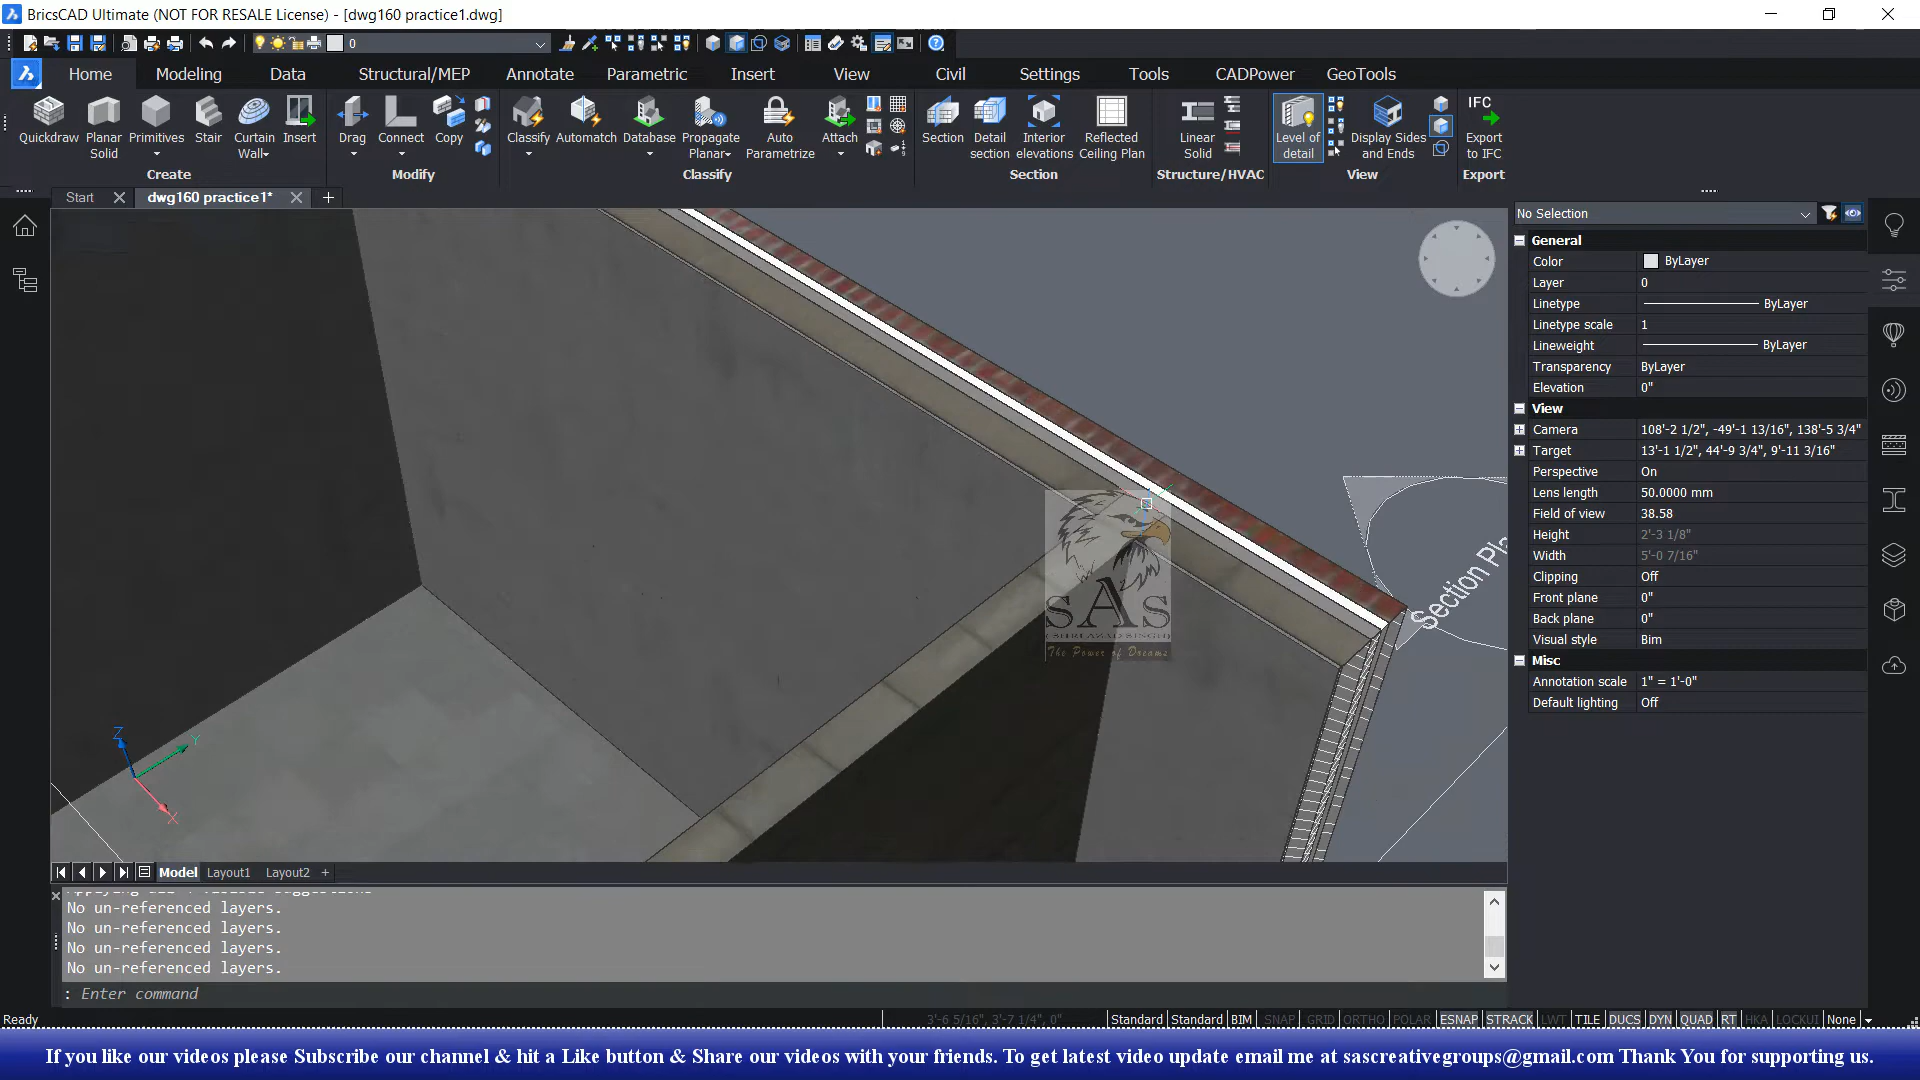 BricsCAD Ultimate (NOT FOR RESALE License) - [dwg160 practice1.dwg]
0
Home Modeling Data Structural/MEP Annotate Parametric Insert View Civil Settings Tools CADPower GeoTools
Quickdraw Planar Solid Primitives Stair Curtain Wall Insert Drag Connect Copy Classify Automatch Database Propagate Planar Auto Parametrize Attach Section Detail section Interior elevations Reflected Ceiling Plan Linear Solid Level of detail Display Sides and Ends IFC Export to IFC
Create Modify Classify Section Structure/HVAC View Export
Start dwg160 practice1*
No Selection
General
Color ByLayer
Layer 0
Linetype ByLayer
Linetype scale 1
Lineweight ByLayer
Transparency ByLayer
Elevation 0"
View
Camera 108'-2 1/2", -49'-1 13/16", 138'-5 3/4"
Target 13'-1 1/2", 44'-9 3/4", 9'-11 3/16"
Perspective On
Lens length 50.0000 mm
Field of view 38.58
Height 2'-3 1/8"
Width 5'-0 7/16"
Clipping Off
Front plane 0"
Back plane 0"
Visual style Bim
Misc
Annotation scale 1" = 1'-0"
Default lighting Off
Section Pla
SAS
The Power of Dreams
Z
Y
X
Model Layout1 Layout2 +
No un-referenced layers.
No un-referenced layers.
No un-referenced layers.
No un-referenced layers.
: Enter command
Ready 3'-6 5/16", 3'-7 1/4", 0" Standard Standard BIM SNAP GRID ORTHO POLAR ESNAP STRACK LWT TILE DUCS DYN QUAD RT HKA LOCKUI None
If you like our videos please Subscribe our channel & hit a Like button & Share our videos with your friends. To get latest video update email me at sascreativegroups@gmail.com Thank You for supporting us.